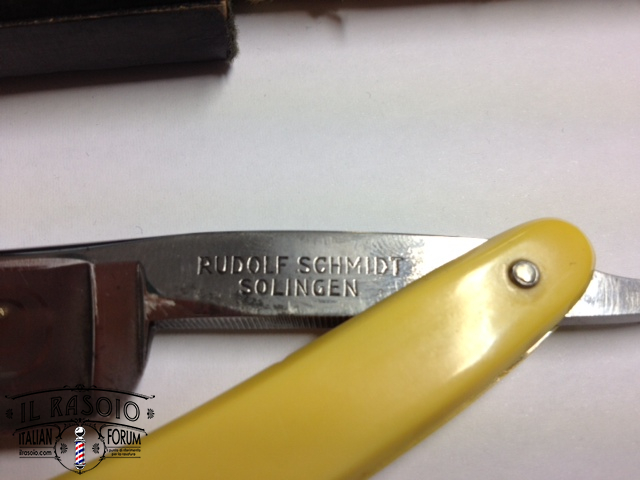 RUDOLF SCHMIDT
SOLINGEN
IL RASOIO
ITALIAN FORUM
ilrasoio.com